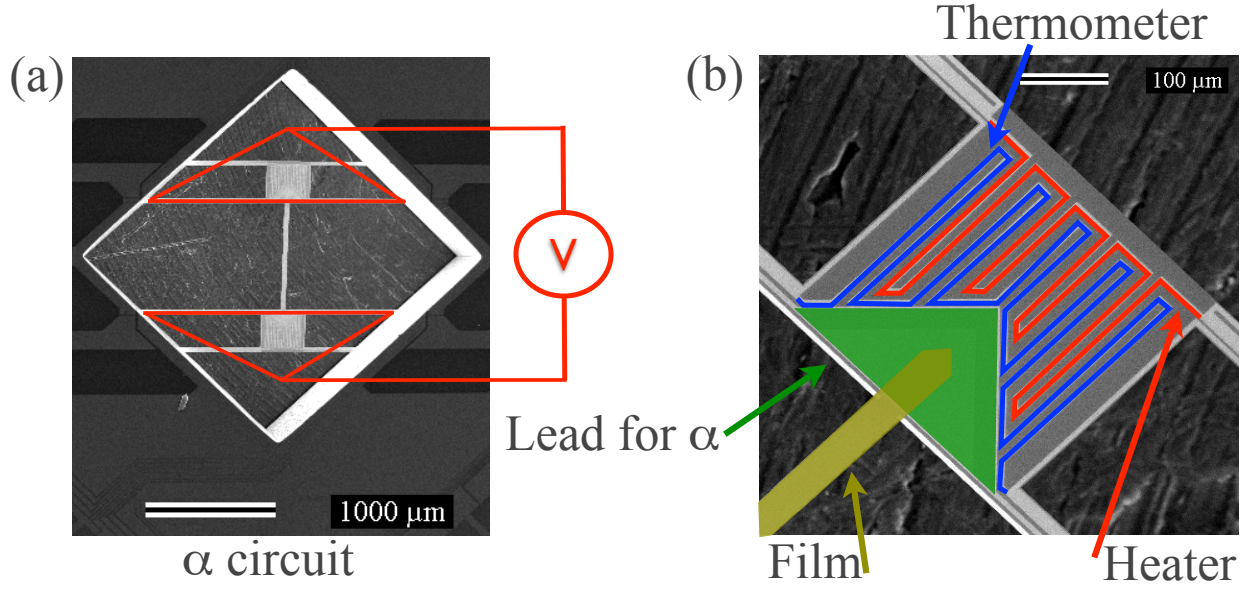 (a)
V
1000 μm
α circuit
(b)
Thermometer
100 μm
Lead for α
Film
Heater